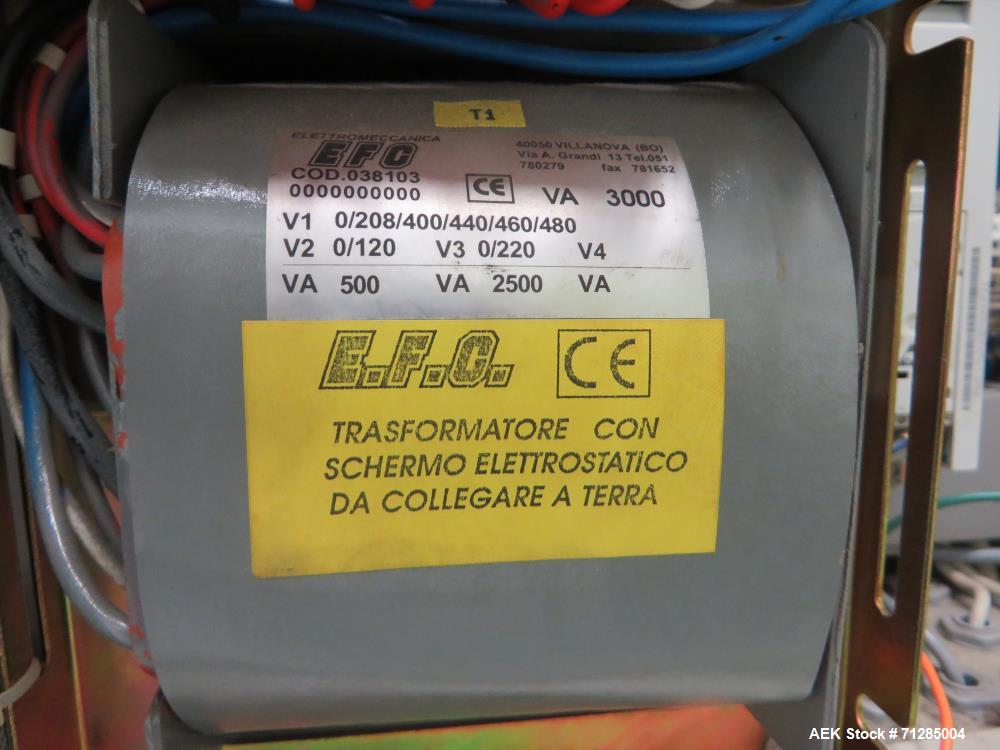 T1
ELETTROMECCANICA
EFC
40050 VILLANOVA (BO)
Via A. Grandi 13 Tel.051
780279 fax 781652
COD.038103
0000000000
CE
VA 3000
V1 0/208/400/440/460/480
V2 0/120 V3 0/220 V4
VA 500 VA 2500 VA
E.F.C. CE
TRASFORMATORE CON
SCHERMO ELETTROSTATICO
DA COLLEGARE A TERRA
AEK Stock # 71285004